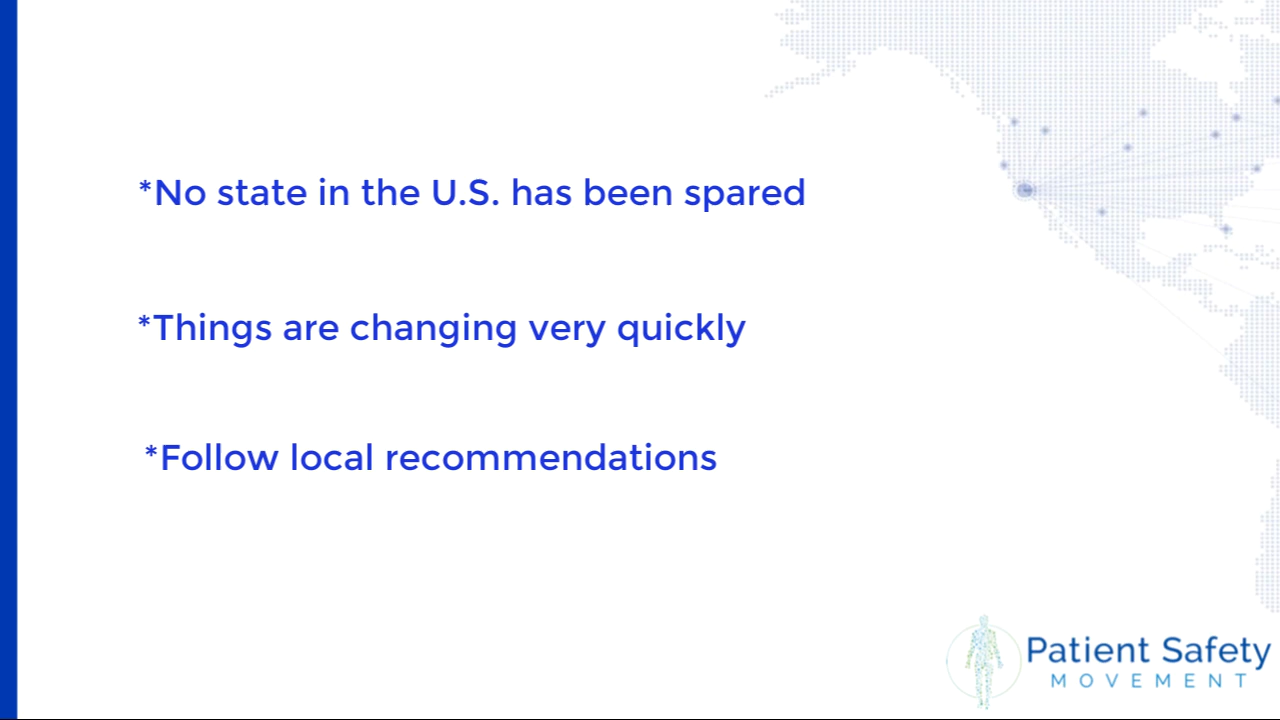 *No state in the U.S. has been spared
*Things are changing very quickly
*Follow local recommendations
Patient Safety
MOVEMENT